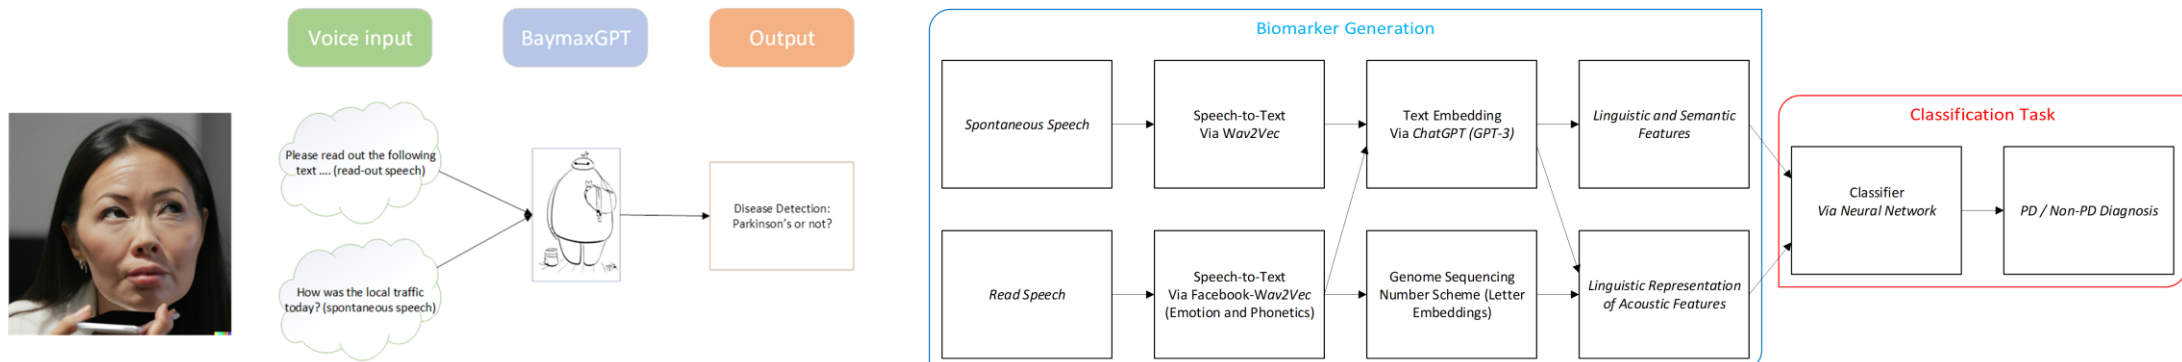 Voice input
BaymaxGPT
Output
Please read out the following
text .... (read-out speech)
How was the local traffic
today? (spontaneous speech)
Disease Detection:
Parkinson's or not?
Biomarker Generation
Spontaneous Speech
Speech-to-Text
Via Wav2Vec
Text Embedding
Via ChatGPT (GPT-3)
Linguistic and Semantic
Features
Read Speech
Speech-to-Text
Via Facebook-Wav2Vec
(Emotion and Phonetics)
Genome Sequencing
Number Scheme (Letter
Embeddings)
Linguistic Representation
of Acoustic Features
Classification Task
Classifier
Via Neural Network
PD / Non-PD Diagnosis